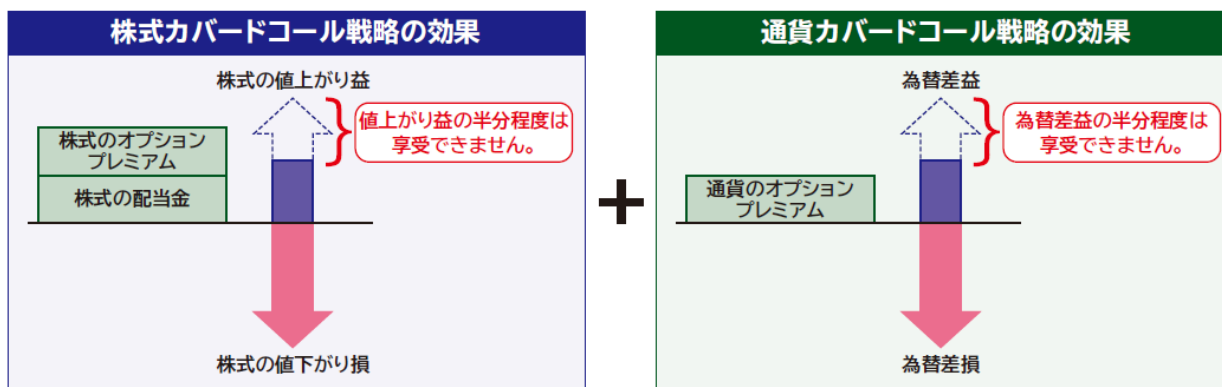 株式カバードコール戦略の効果
株式の値上がり益
値上がり益の半分程度は
享受できません。
株式のオプション
プレミアム
株式の配当金
株式の値下がり損
+
通貨カバードコール戦略の効果
為替差益
為替差益の半分程度は
享受できません。
通貨のオプション
プレミアム
為替差損